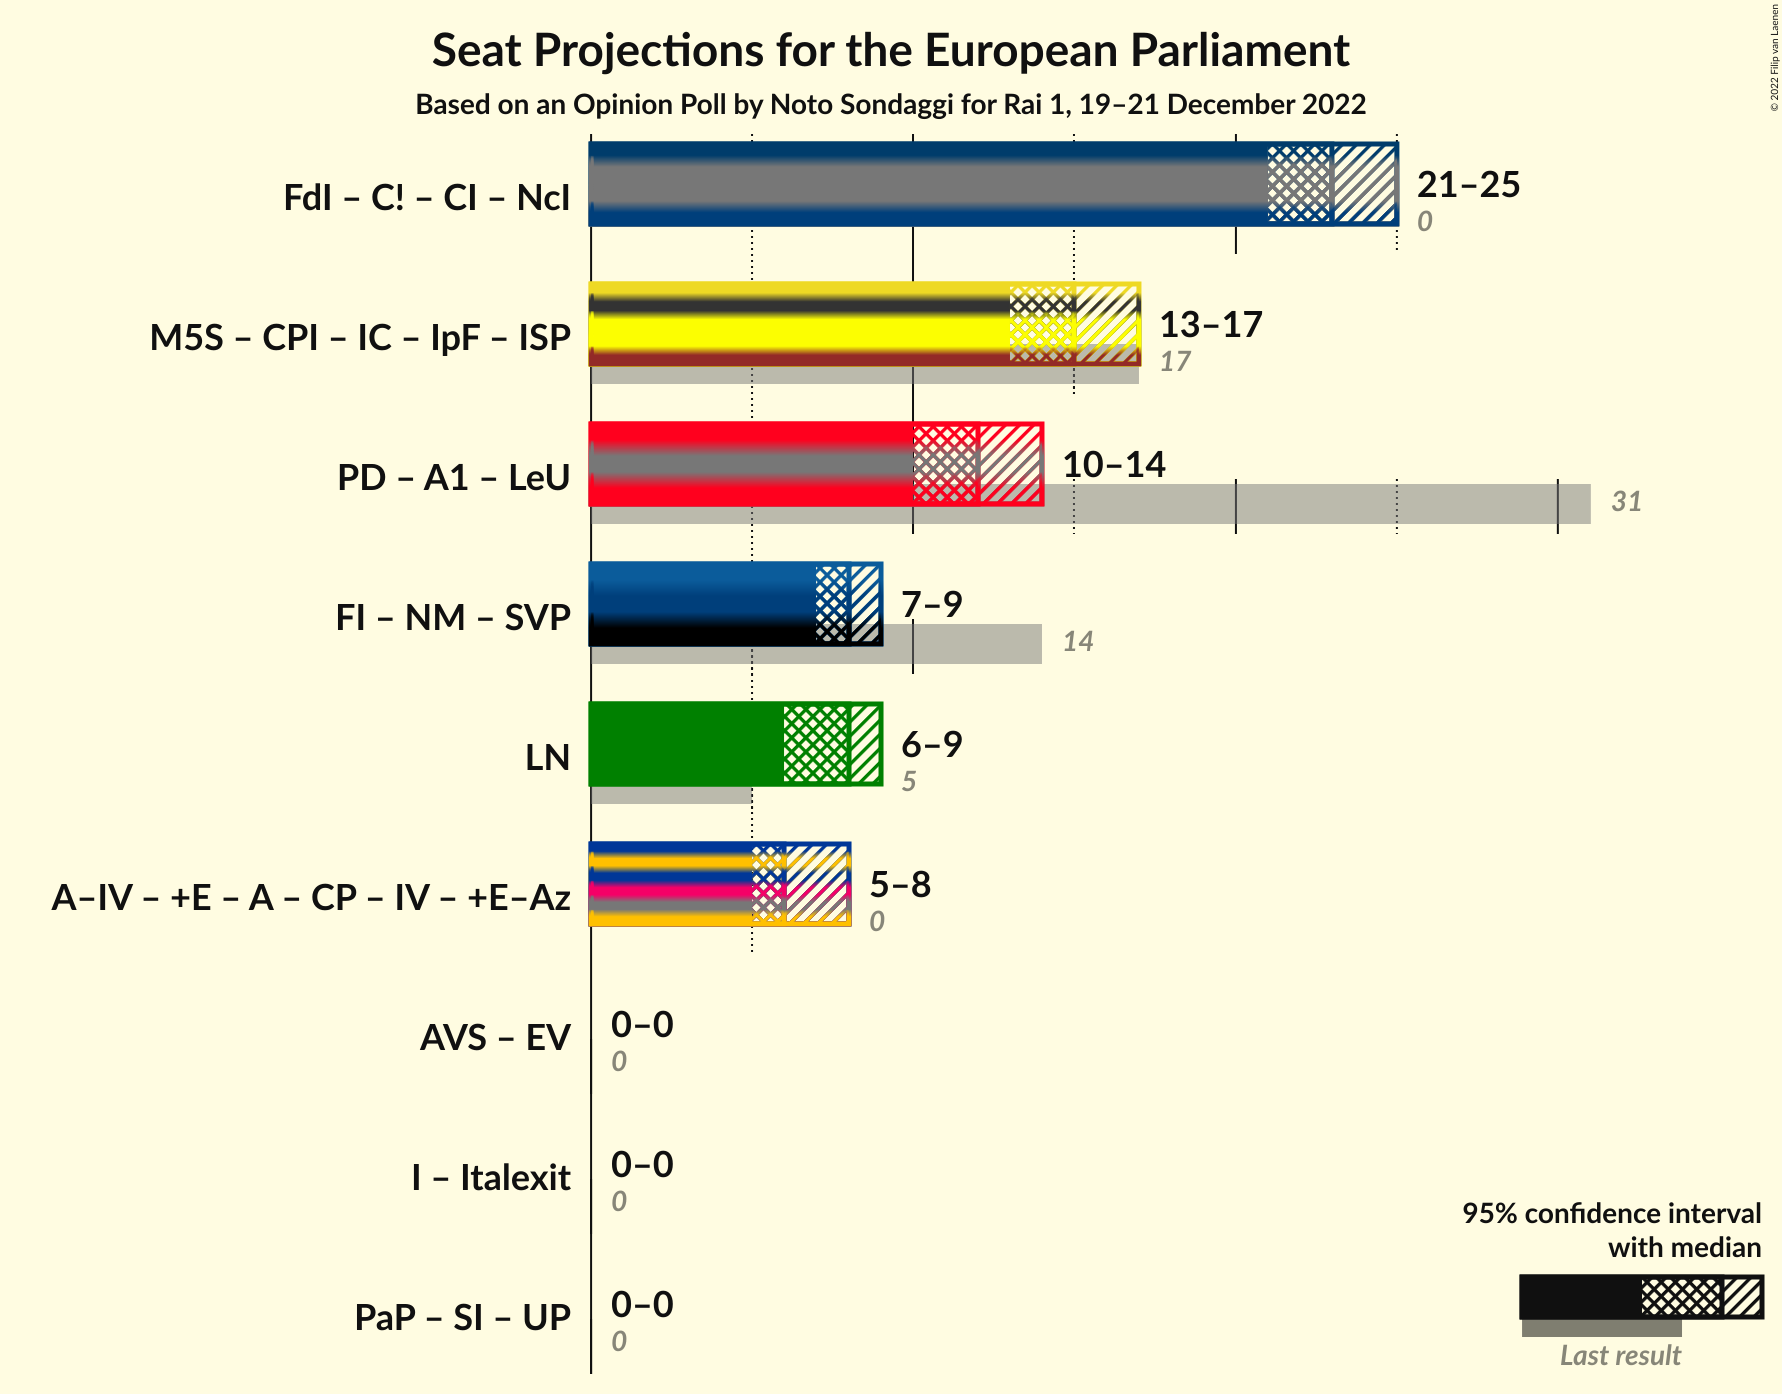 Seat Projections for the European Parliament
Based on an Opinion Poll by Noto Sondaggi for Rai 1, 19–21 December 2022
© 2022 Filip van Laenen
FdI – C! – CI – NcI
21–25
0
M5S – CPI – IC – IpF – ISP
13–17
17
PD – A1 – LeU
10–14
31
FI – NM – SVP
7–9
14
LN
6–9
5
A–IV – +E – A – CP – IV – +E–Az
5–8
0
AVS – EV
0–0
0
I – Italexit
0–0
0
PaP – SI – UP
0–0
0
95% confidence interval
with median
Last result